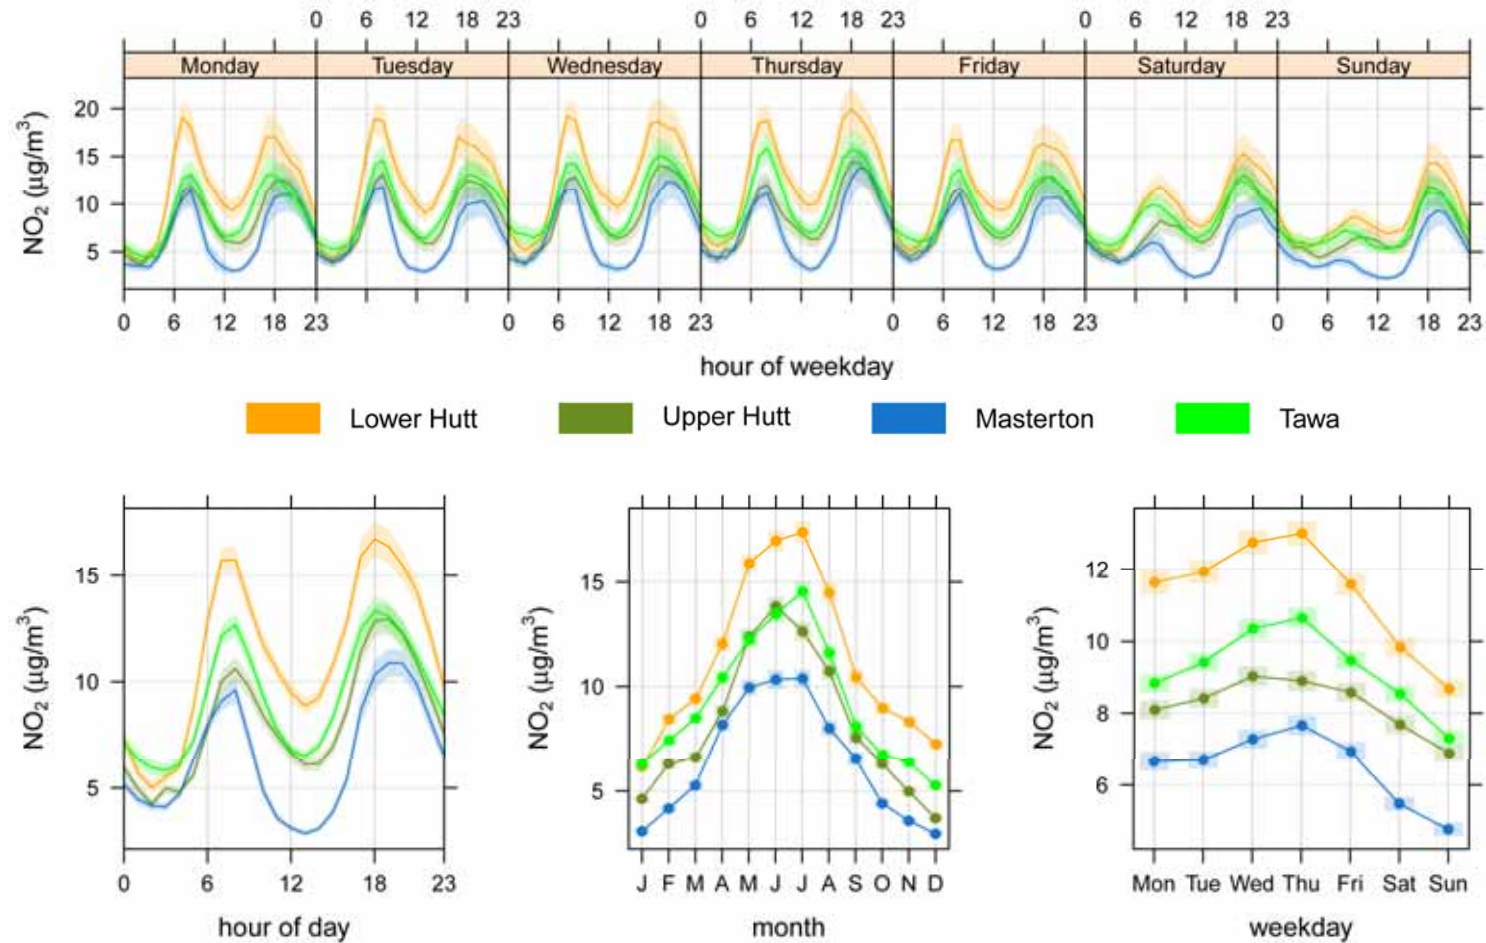 0 6 12 18 23 0 6 12 18 23 0 6 12 18 23
Monday Tuesday Wednesday Thursday Friday Saturday Sunday
NO₂ (µg/m³)
20
15
10
5
0 6 12 18 23 0 6 12 18 23 0 6 12 18 23 0 6 12 18 23
hour of weekday
Lower Hutt Upper Hutt Masterton Tawa
NO₂ (µg/m³)
15
10
5
0 6 12 18 23
hour of day
NO₂ (µg/m³)
15
10
5
J F M A M J J A S O N D
month
NO₂ (µg/m³)
12
10
8
6
Mon Tue Wed Thu Fri Sat Sun
weekday